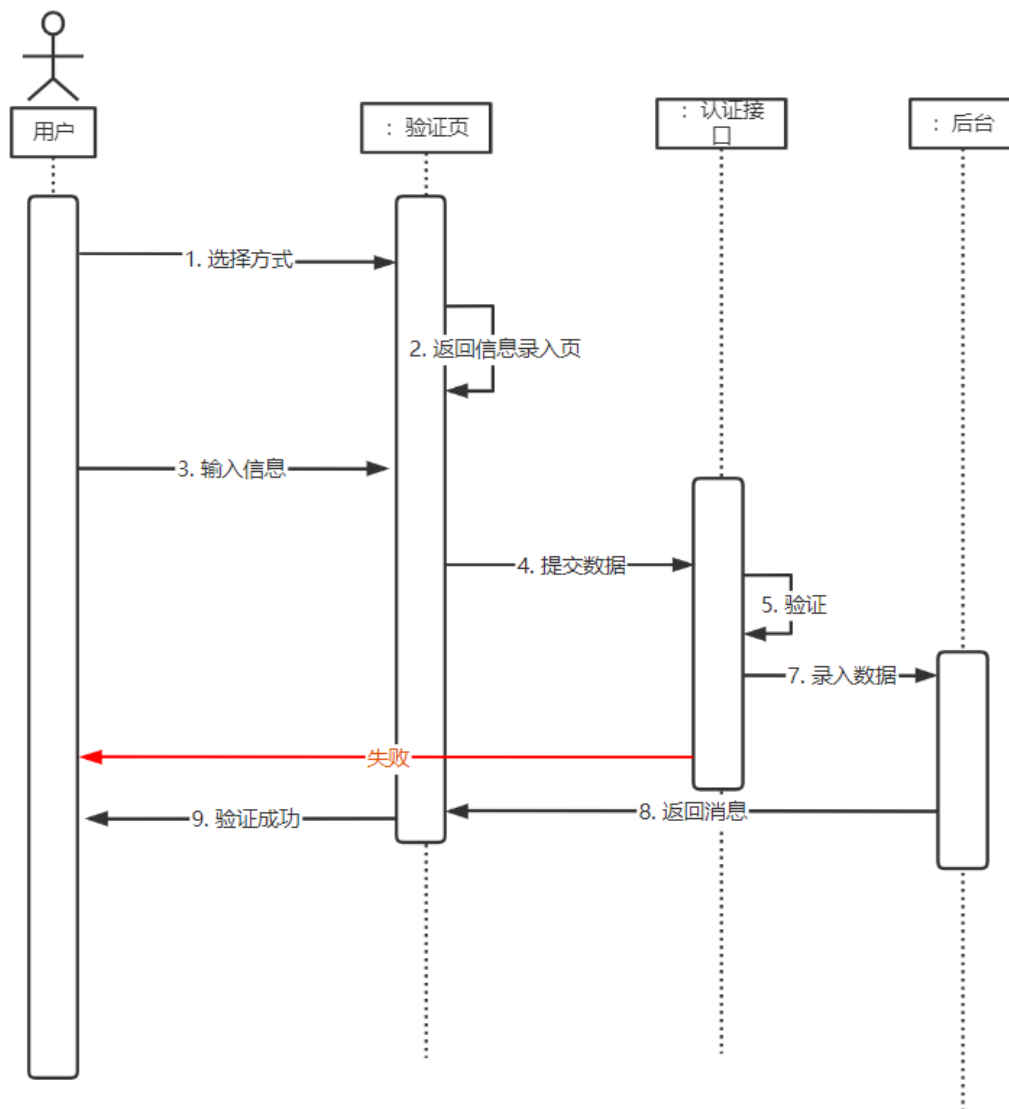 用户
: 验证页
: 认证接
口
: 后台
1. 选择方式
2. 返回信息录入页
3. 输入信息
4. 提交数据
5. 验证
7. 录入数据
失败
8. 返回消息
9. 验证成功